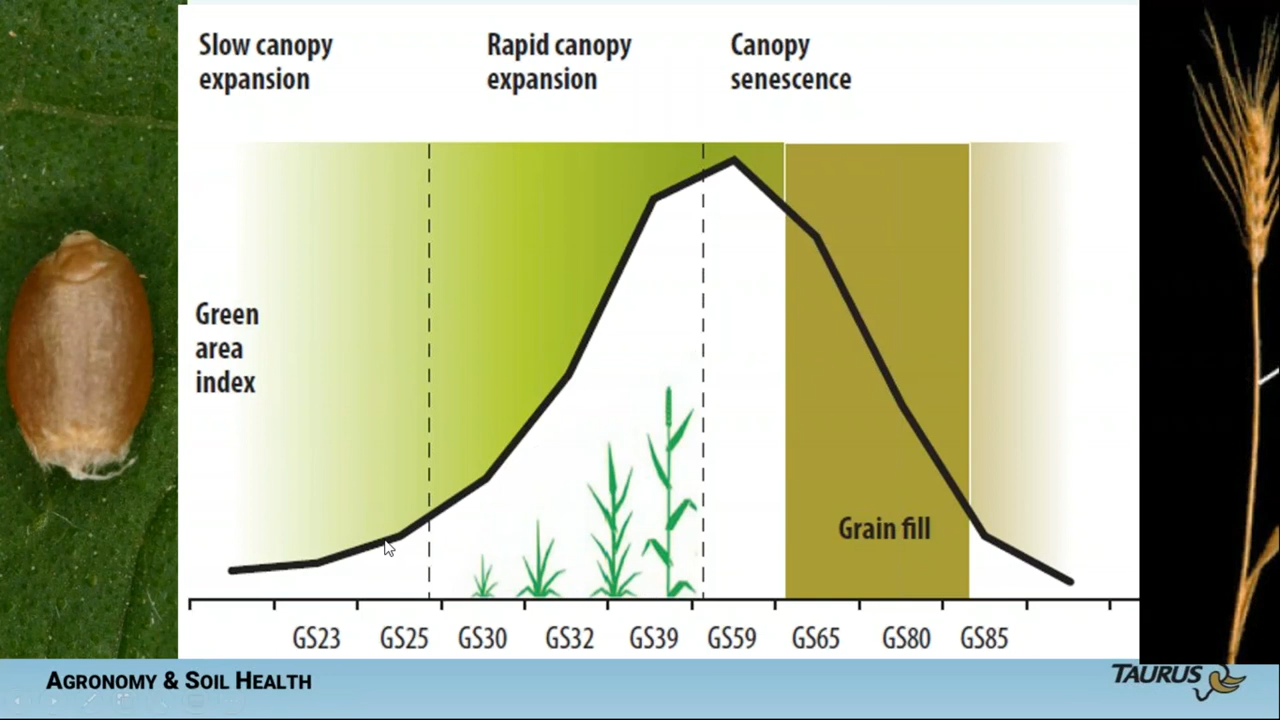 Slow canopy
expansion
Rapid canopy
expansion
Canopy
senescence
Green
area
index
Grain fill
GS23 GS25 GS30 GS32 GS39 GS59 GS65 GS80 GS85
AGRONOMY & SOIL HEALTH
TAURUS